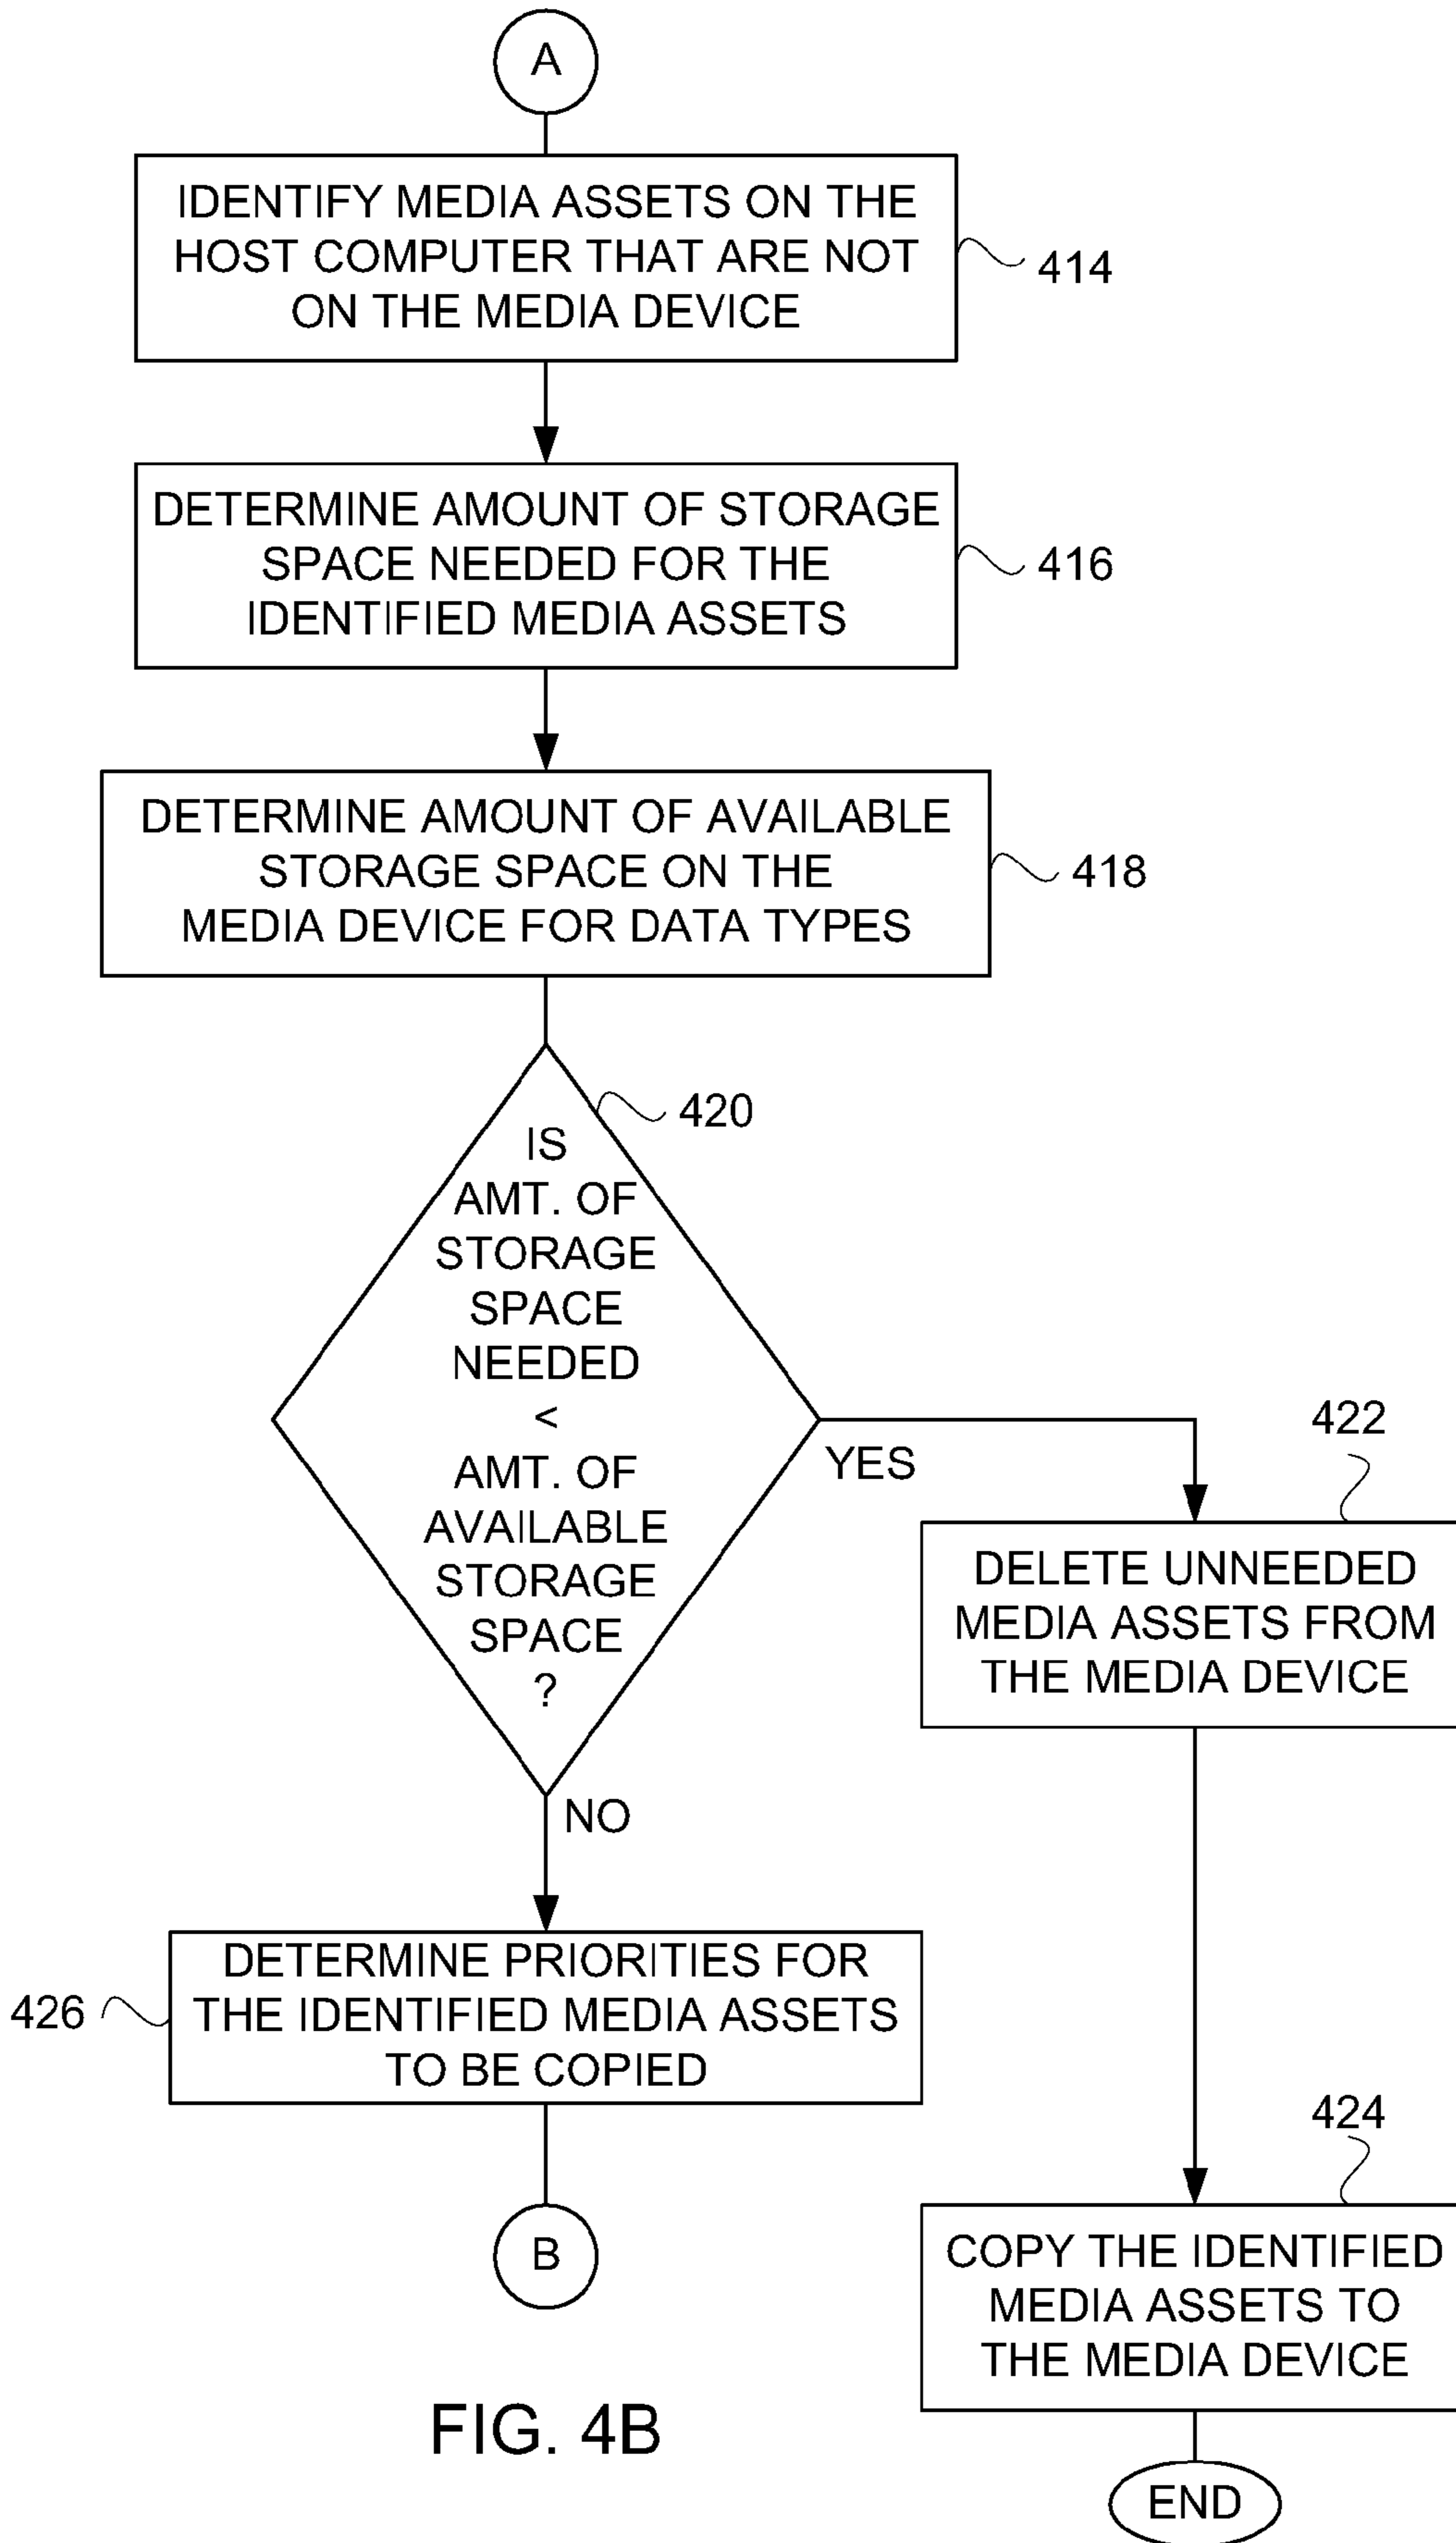 A
IDENTIFY MEDIA ASSETS ON THE
HOST COMPUTER THAT ARE NOT
ON THE MEDIA DEVICE
414
DETERMINE AMOUNT OF STORAGE
SPACE NEEDED FOR THE
IDENTIFIED MEDIA ASSETS
416
DETERMINE AMOUNT OF AVAILABLE
STORAGE SPACE ON THE
MEDIA DEVICE FOR DATA TYPES
418
420
IS
AMT. OF
STORAGE
SPACE
NEEDED
<
AMT. OF
AVAILABLE
STORAGE
SPACE
?
YES
NO
422
DELETE UNNEEDED
MEDIA ASSETS FROM
THE MEDIA DEVICE
426
DETERMINE PRIORITIES FOR
THE IDENTIFIED MEDIA ASSETS
TO BE COPIED
B
424
COPY THE IDENTIFIED
MEDIA ASSETS TO
THE MEDIA DEVICE
END
FIG. 4B